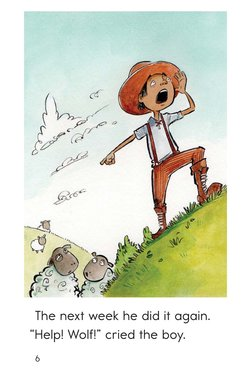 The next week he did it again.
“Help! Wolf!” cried the boy.
6